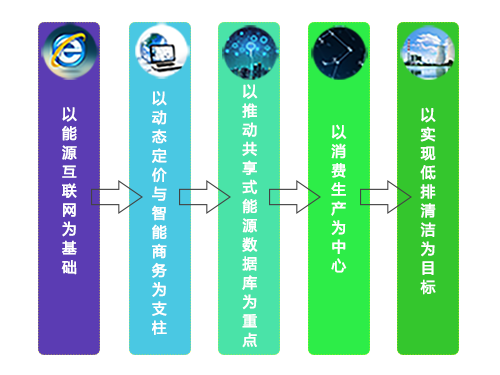 以能源互联网为基础
以动态定价与智能商务为支柱
以推动共享式能源数据库为重点
以消费生产为中心
以实现低排清洁为目标